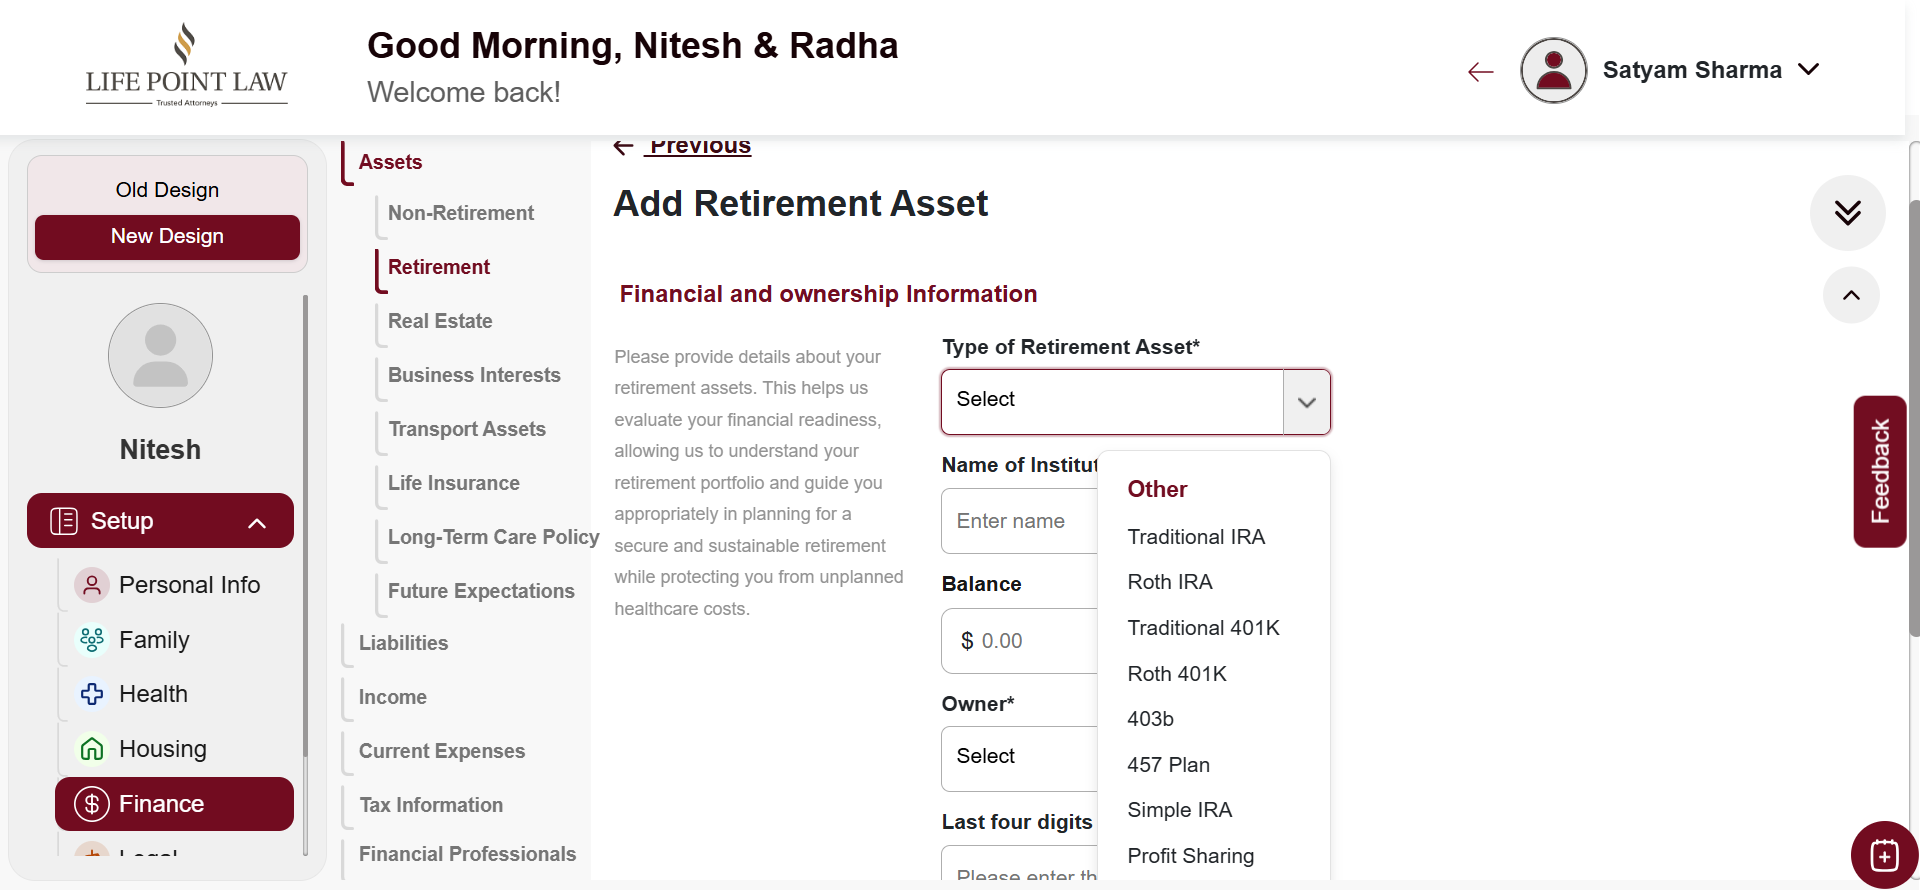 LIFE POINT LAW
Trusted Attorneys
Good Morning, Nitesh & Radha
Welcome back!
Satyam Sharma
Old Design
New Design
Nitesh
Setup
Personal Info
Family
Health
Housing
Finance
Legal
Assets
Non-Retirement
Retirement
Real Estate
Business Interests
Transport Assets
Life Insurance
Long-Term Care Policy
Future Expectations
Liabilities
Income
Current Expenses
Tax Information
Financial Professionals
Previous
Add Retirement Asset
Financial and ownership Information
Please provide details about your
retirement assets. This helps us
evaluate your financial readiness,
allowing us to understand your
retirement portfolio and guide you
appropriately in planning for a
secure and sustainable retirement
while protecting you from unplanned
healthcare costs.
Type of Retirement Asset*
Select
Name of Institut
Enter name
Balance
$ 0.00
Owner*
Select
Last four digits
Please enter th
Other
Traditional IRA
Roth IRA
Traditional 401K
Roth 401K
403b
457 Plan
Simple IRA
Profit Sharing
Feedback